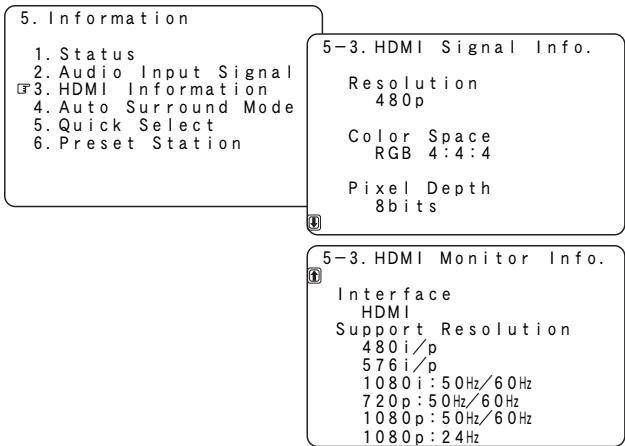 5. Information
1. Status
2. Audio Input Signal
☞3. HDMI Information
4. Auto Surround Mode
5. Quick Select
6. Preset Station
5-3. HDMI Signal Info.
Resolution
480p
Color Space
RGB 4:4:4
Pixel Depth
8bits
5-3. HDMI Monitor Info.
Interface
HDMI
Support Resolution
480i/p
576i/p
1080i:50Hz/60Hz
720p:50Hz/60Hz
1080p:50Hz/60Hz
1080p:24Hz